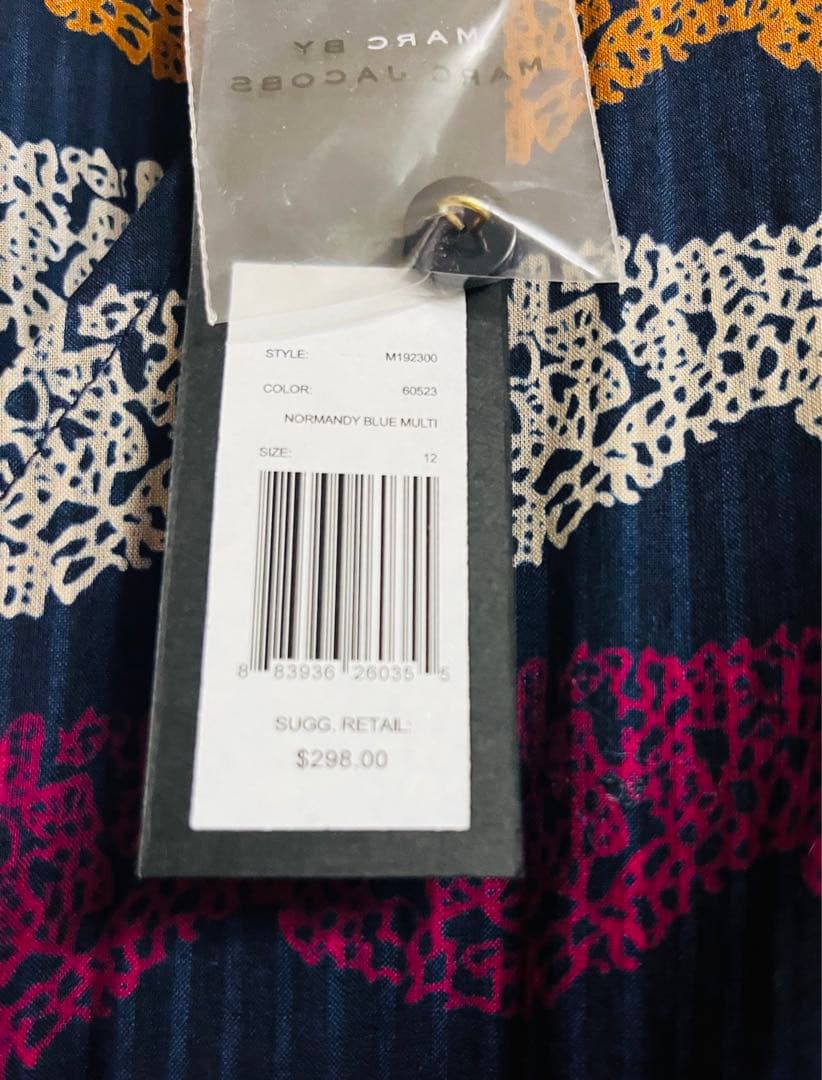 MARC BY
MARC JACOBS
STYLE: M192300
COLOR: 60523
NORMANDY BLUE MULTI
SIZE: 12
8 83936 26035 5
SUGG. RETAIL:
$298.00